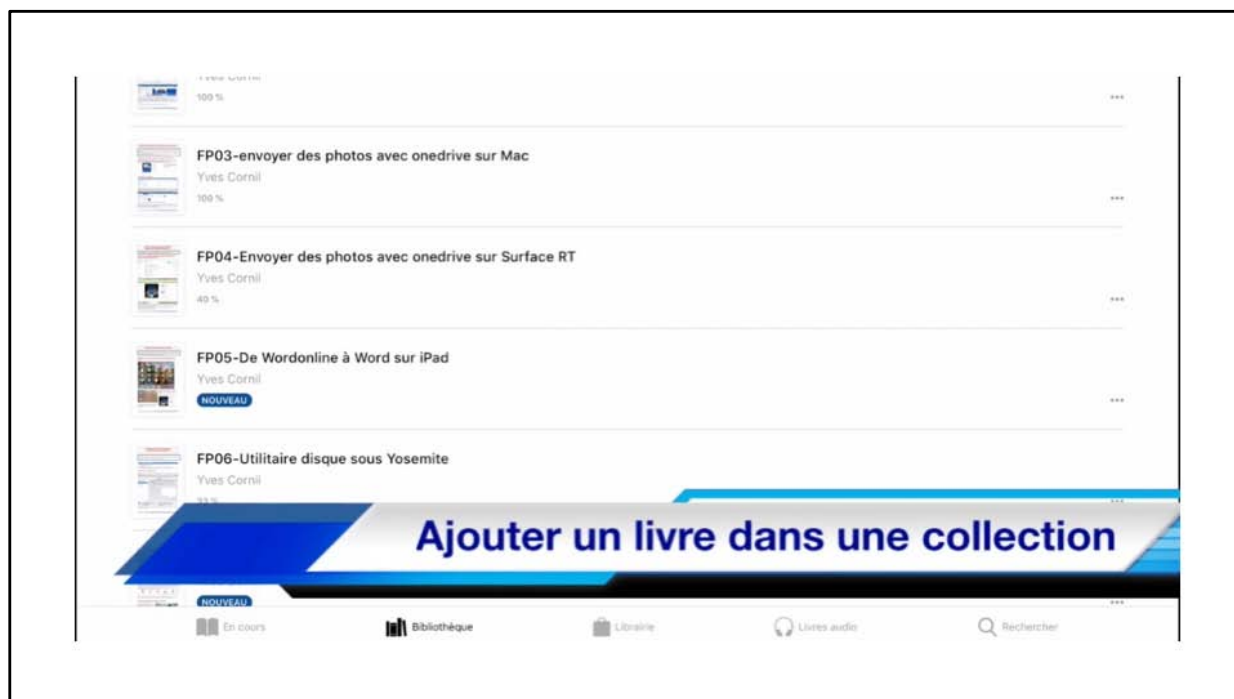 Yves Cornil
100 %
FP03-envoyer des photos avec onedrive sur Mac
Yves Cornil
100 %
FP04-Envoyer des photos avec onedrive sur Surface RT
Yves Cornil
40 %
FP05-De Wordonline à Word sur iPad
Yves Cornil
NOUVEAU
FP06-Utilitaire disque sous Yosemite
Yves Cornil
Ajouter un livre dans une collection
NOUVEAU
En cours
Bibliothèque
Librairie
Livres audio
Rechercher